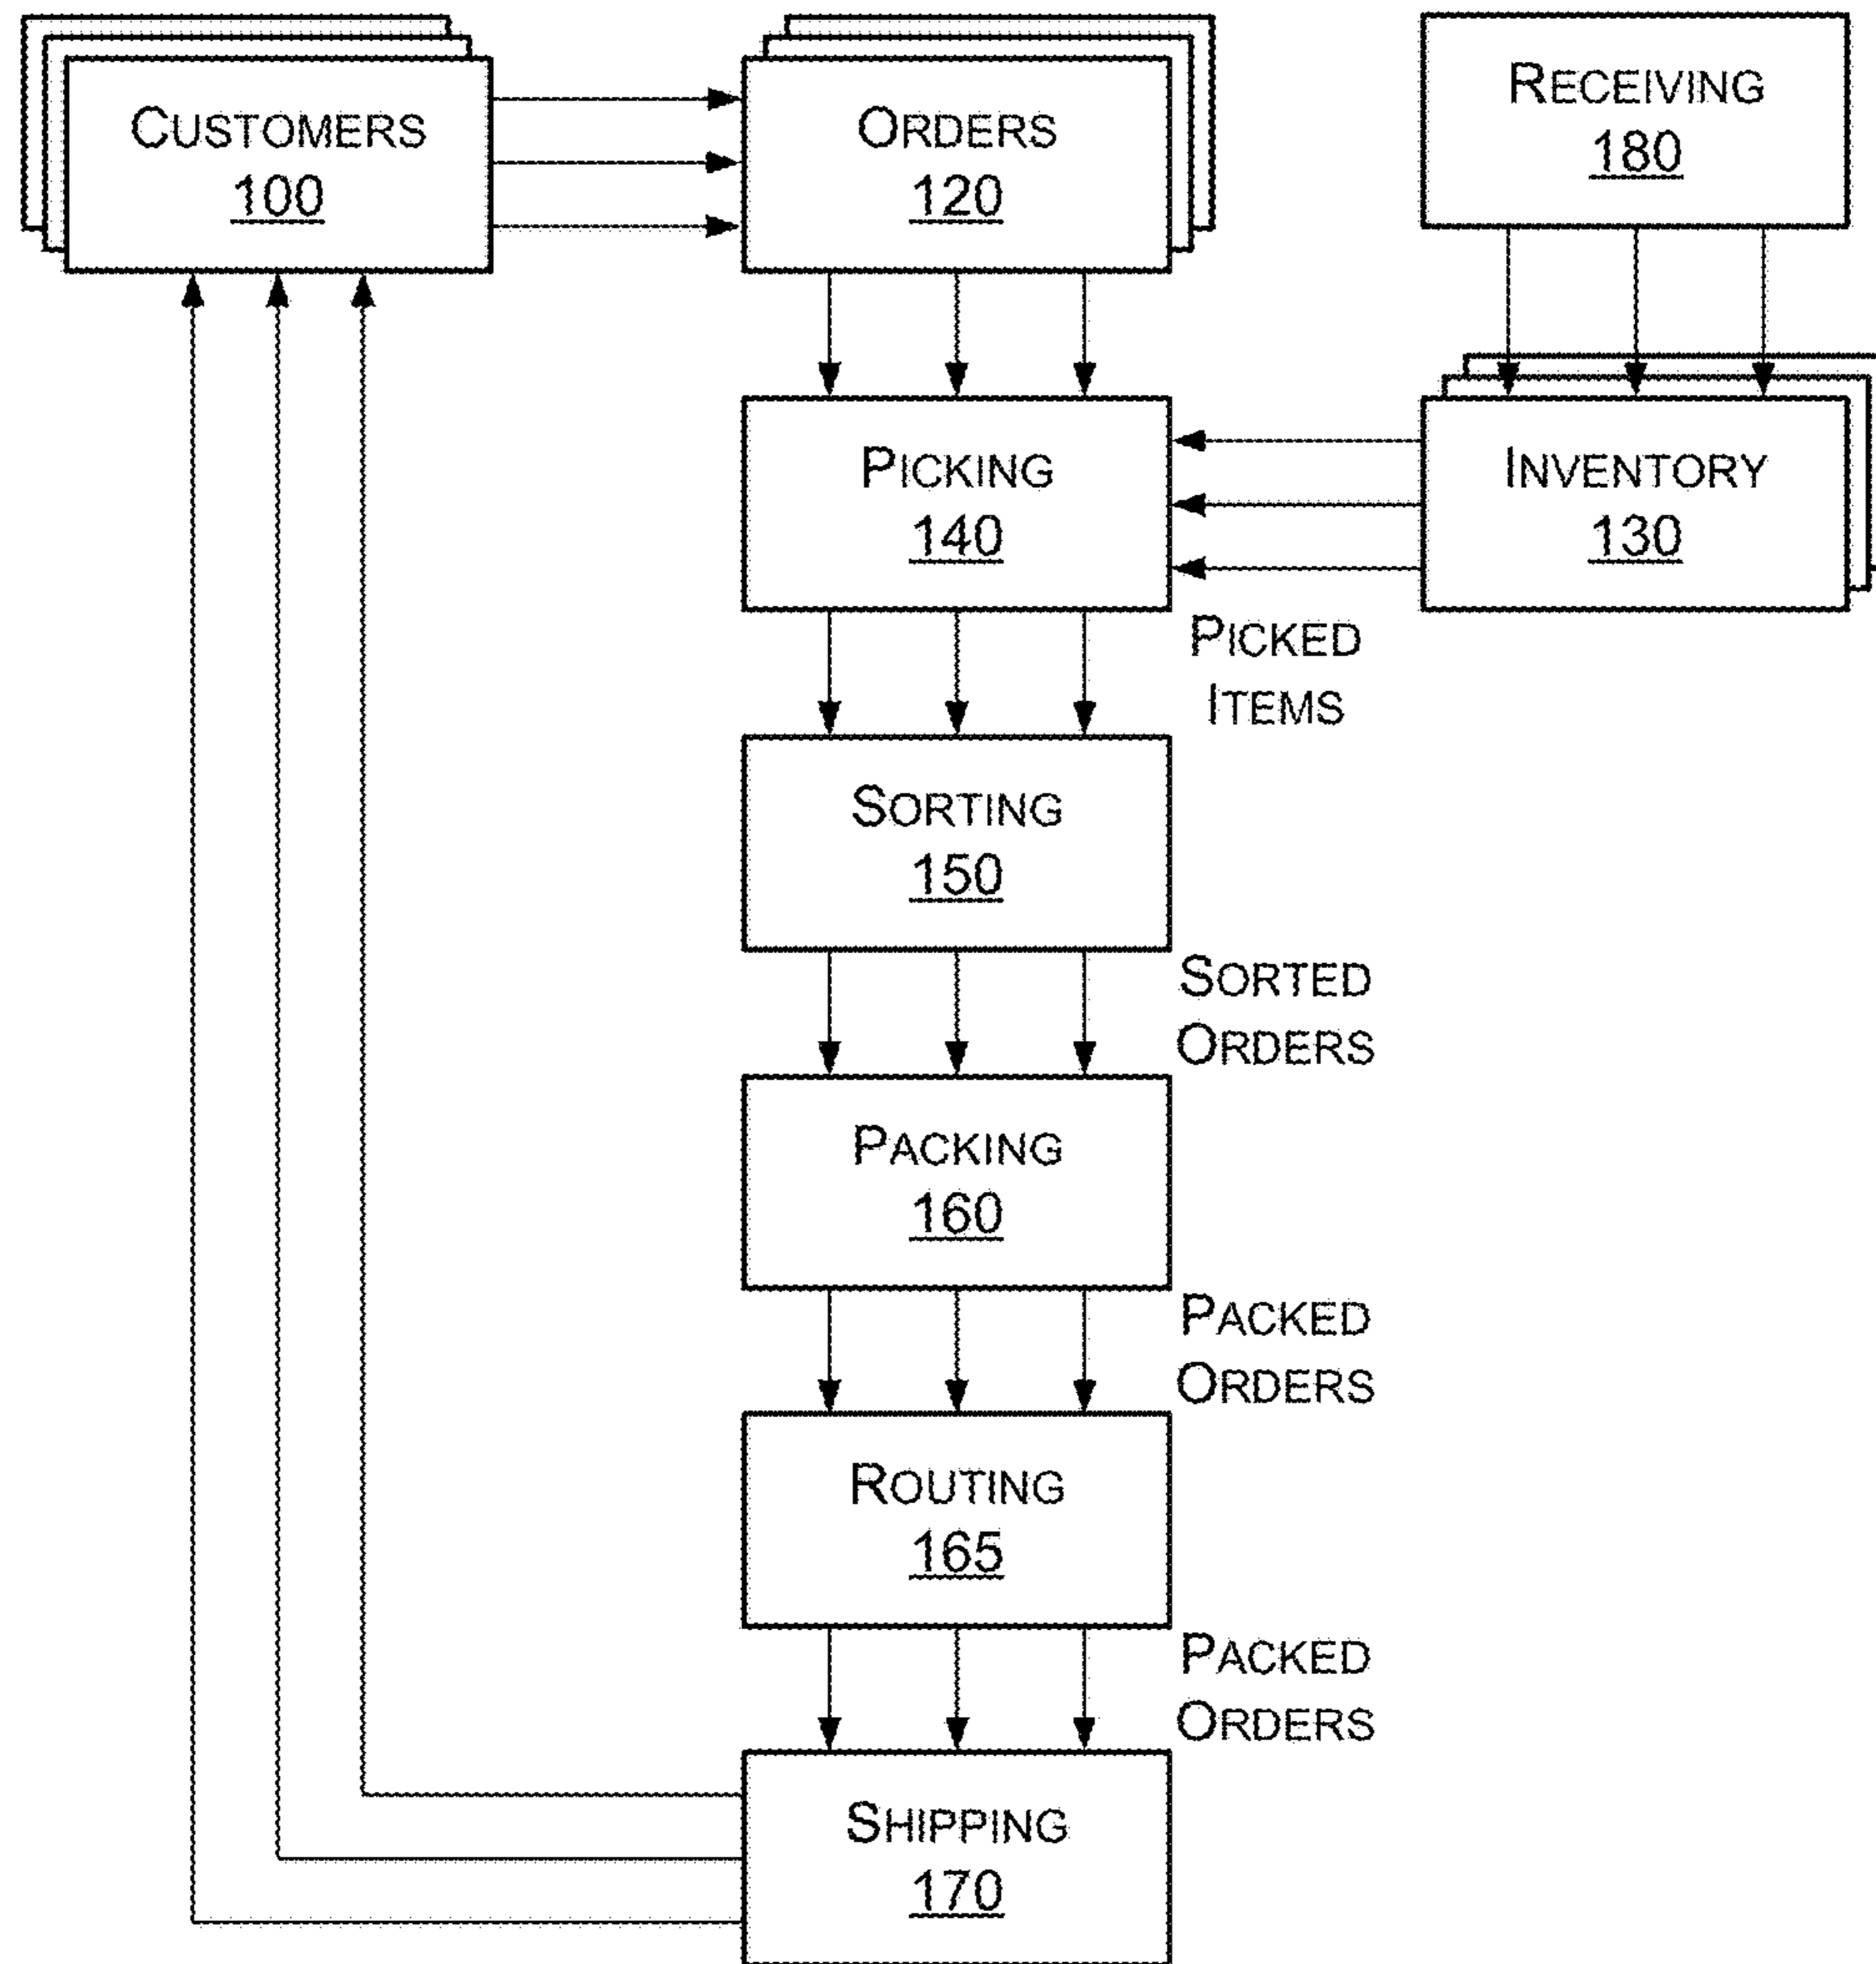 CUSTOMERS
100
ORDERS
120
RECEIVING
180
PICKING
140
INVENTORY
130
PICKED
ITEMS
SORTING
150
SORTED
ORDERS
PACKING
160
PACKED
ORDERS
ROUTING
165
PACKED
ORDERS
SHIPPING
170